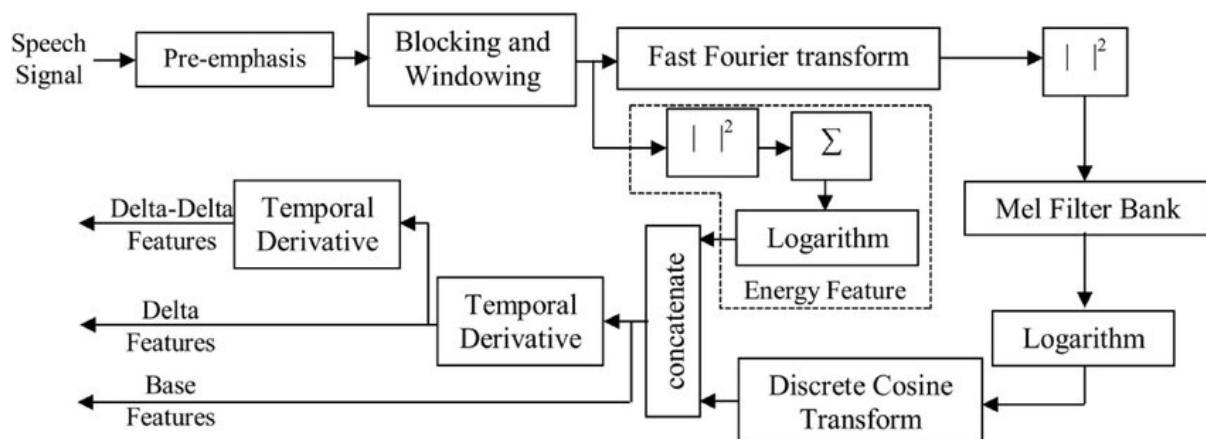 Speech
Signal
Pre-emphasis
Blocking and
Windowing
Fast Fourier transform
| |²
| |²
Σ
Mel Filter Bank
Delta-Delta
Features
Temporal
Derivative
Logarithm
Energy Feature
concatenate
Delta
Features
Temporal
Derivative
Logarithm
Base
Features
Discrete Cosine
Transform